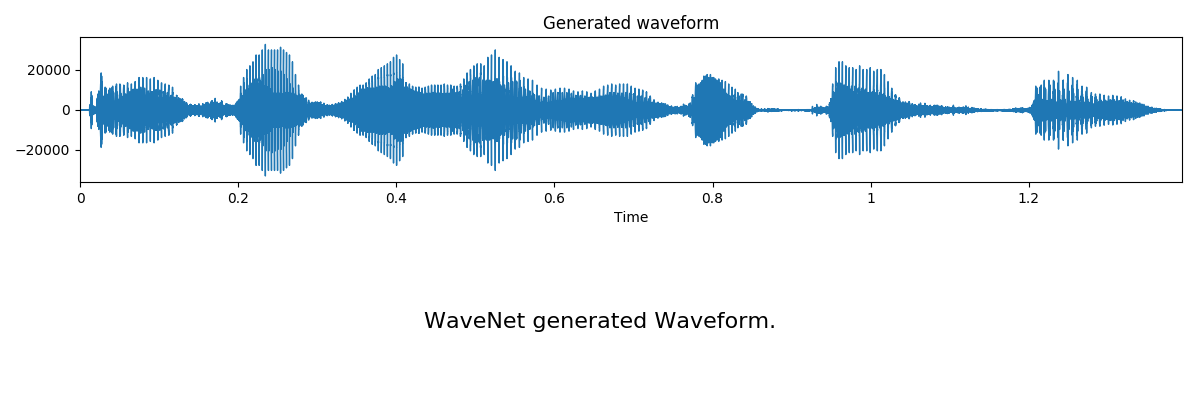 Generated waveform
20000
0
−20000
0 0.2 0.4 0.6 0.8 1 1.2
Time
WaveNet generated Waveform.